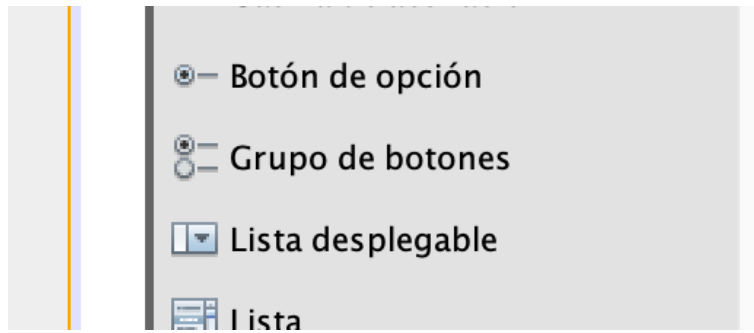 Botón de opción
Grupo de botones
Lista desplegable
Lista